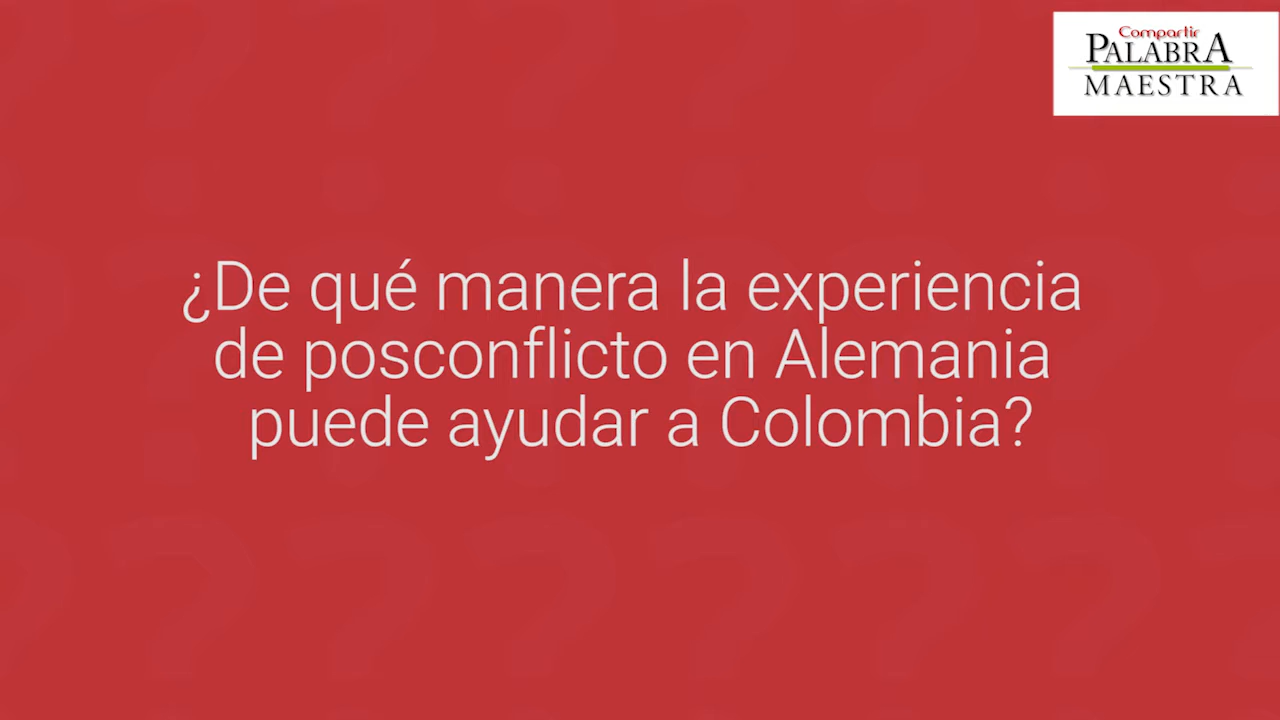 Compartir
PALABRA
MAESTRA
¿De qué manera la experiencia
de posconflicto en Alemania
puede ayudar a Colombia?